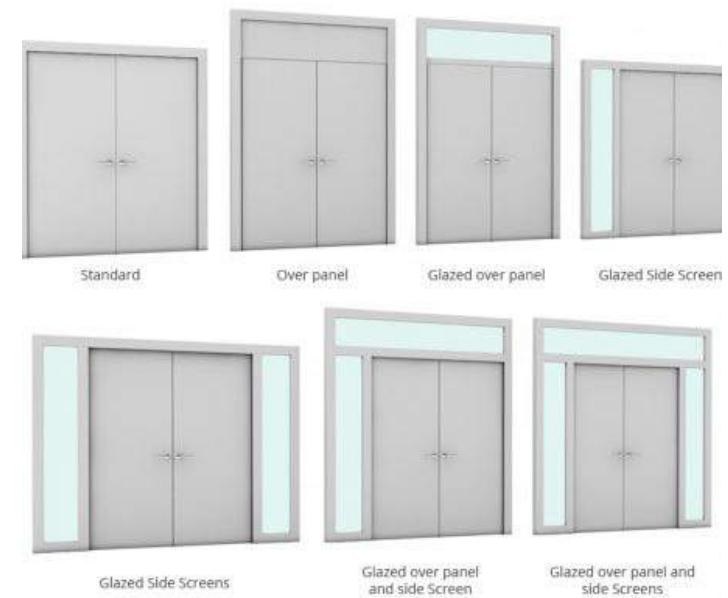 Standard
Over panel
Glazed over panel
Glazed Side Screen
Glazed Side Screens
Glazed over panel
and side Screen
Glazed over panel and
side Screens